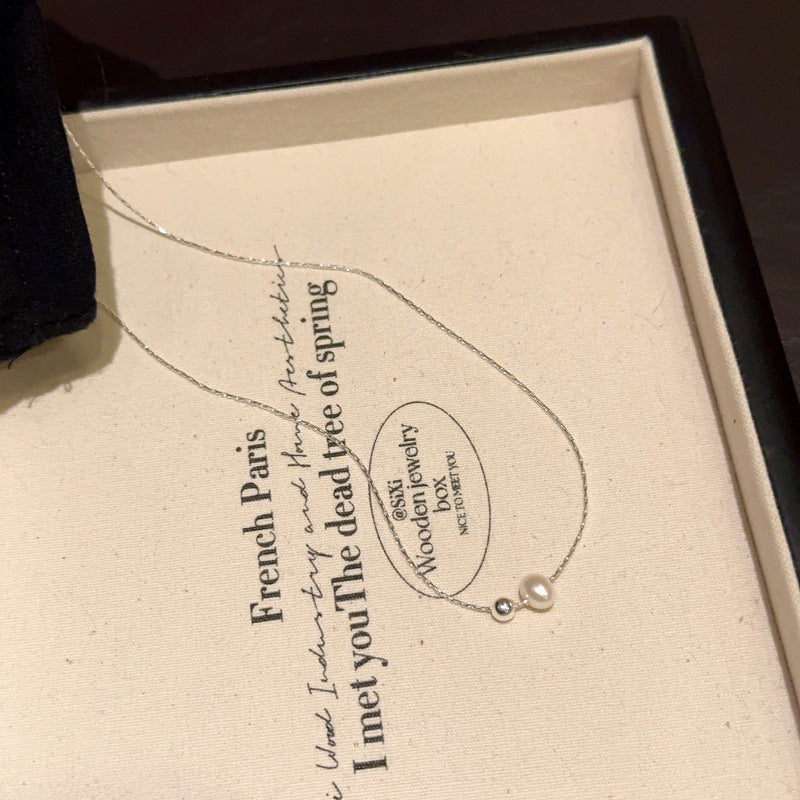 French Paris
Wood Industry and Home Aesthetics
I met youThe dead tree of spring
@SiXi
Wooden jewelry
box
NICE TO MEET YOU